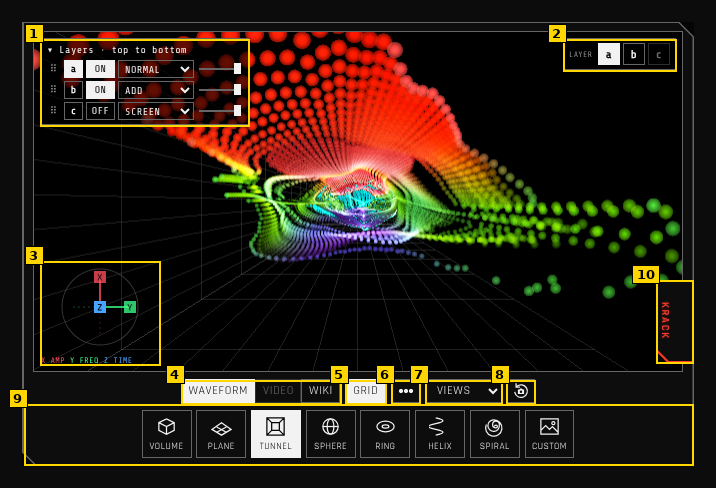 1
▾ Layers · top to bottom
a ON NORMAL
b ON ADD
c OFF SCREEN
2
LAYER a b c
3
X
Z Y
X AMP Y FREQ Z TIME
10
KRACK
4 5 6 7 8
WAVEFORM VIDEO WIKI GRID ••• VIEWS
9
VOLUME PLANE TUNNEL SPHERE RING HELIX SPIRAL CUSTOM